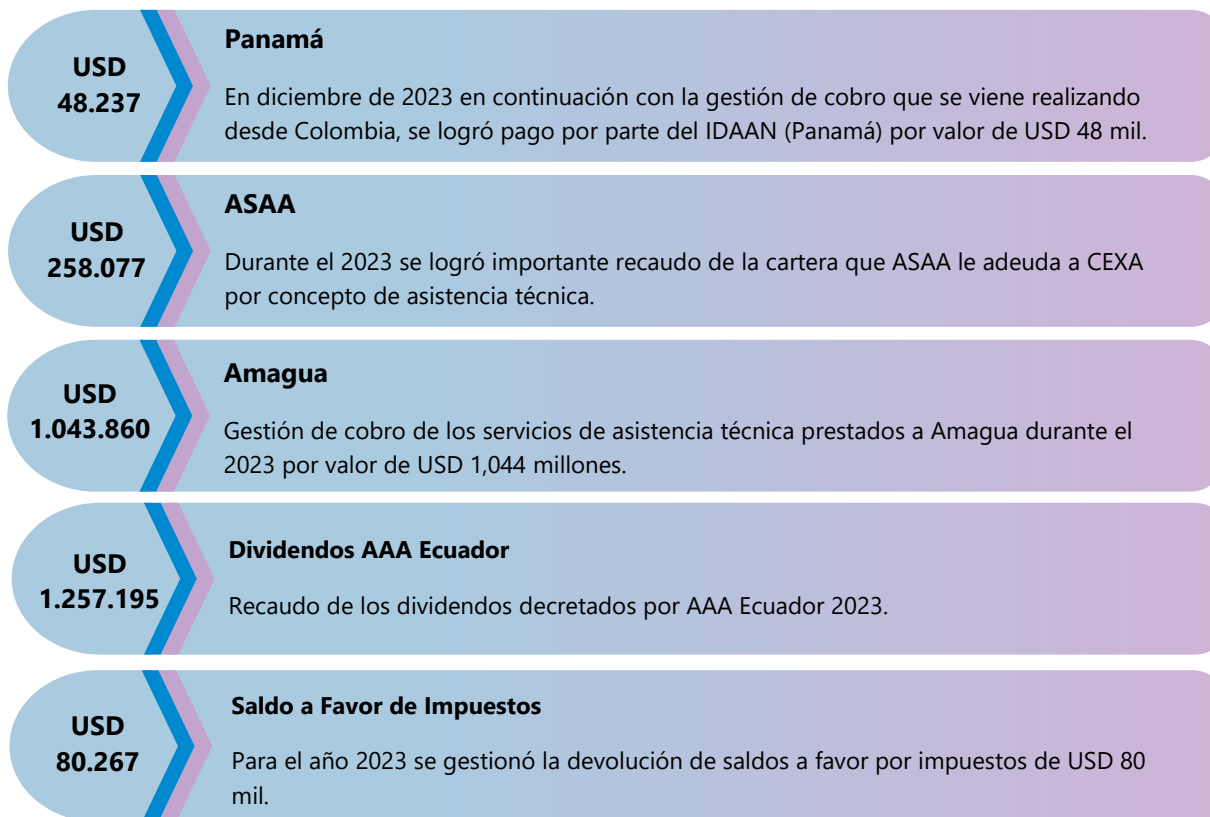 USD
48.237
Panamá
En diciembre de 2023 en continuación con la gestión de cobro que se viene realizando
desde Colombia, se logró pago por parte del IDAAN (Panamá) por valor de USD 48 mil.
USD
258.077
ASAA
Durante el 2023 se logró importante recaudo de la cartera que ASAA le adeuda a CEXA
por concepto de asistencia técnica.
USD
1.043.860
Amagua
Gestión de cobro de los servicios de asistencia técnica prestados a Amagua durante el
2023 por valor de USD 1,044 millones.
USD
1.257.195
Dividendos AAA Ecuador
Recaudo de los dividendos decretados por AAA Ecuador 2023.
USD
80.267
Saldo a Favor de Impuestos
Para el año 2023 se gestionó la devolución de saldos a favor por impuestos de USD 80
mil.